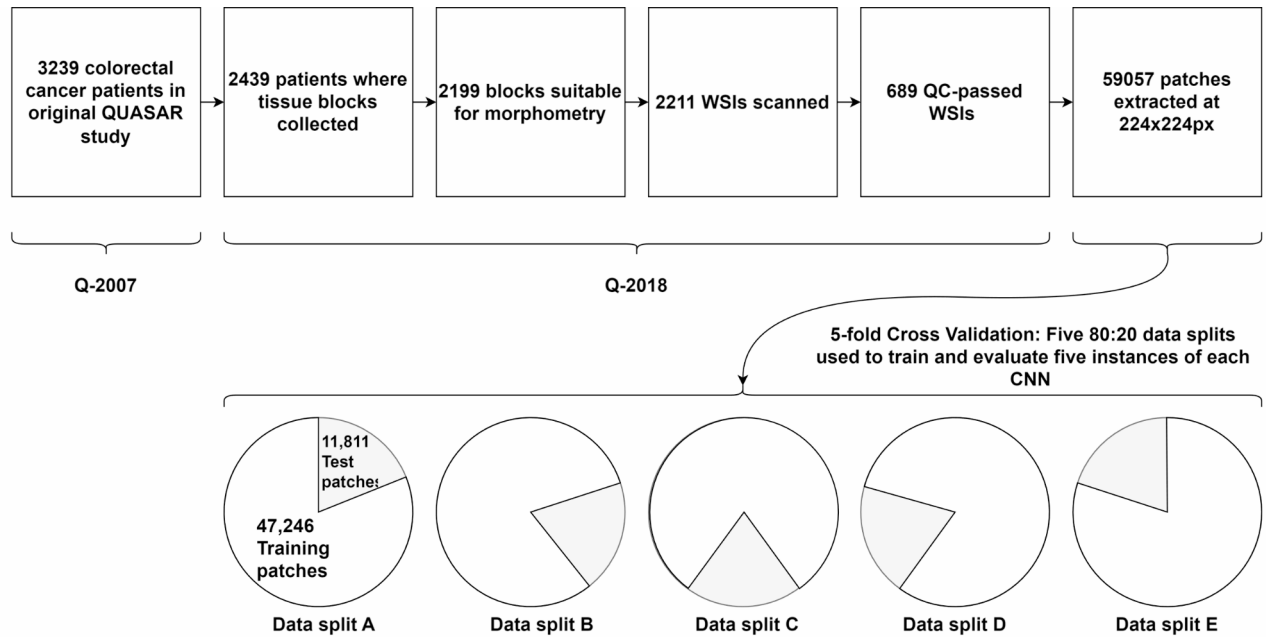 3239 colorectal
cancer patients in
original QUASAR
study
2439 patients where
tissue blocks
collected
2199 blocks suitable
for morphometry
2211 WSIs scanned
689 QC-passed
WSIs
59057 patches
extracted at
224x224px
Q-2007
Q-2018
5-fold Cross Validation: Five 80:20 data splits
used to train and evaluate five instances of each
CNN
11,811
Test
patches
47,246
Training
patches
Data split A
Data split B
Data split C
Data split D
Data split E